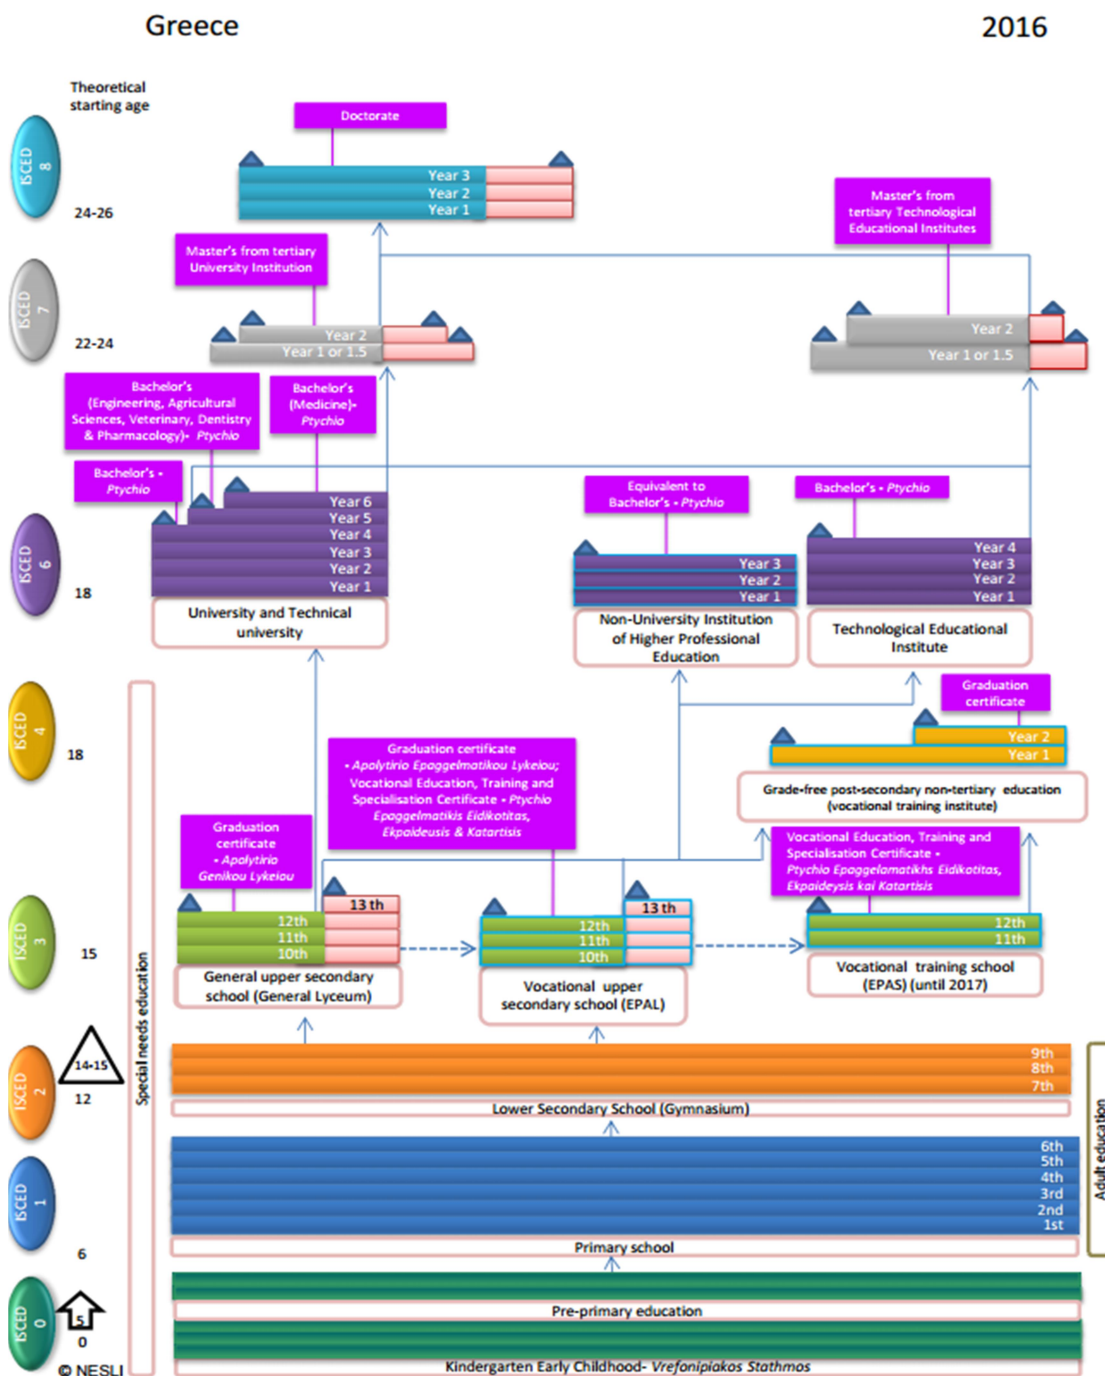 Greece
2016
Theoretical
starting age
ISCED
8
24-26
Doctorate
Year 3
Year 2
Year 1
Master's from
tertiary Technological
Educational Institutes
Master's from tertiary
University Institution
ISCED
7
22-24
Year 2
Year 1 or 1.5
Year 2
Year 1 or 1.5
Bachelor's
(Engineering, Agricultural
Sciences, Veterinary, Dentistry
& Pharmacology)- Ptychio
Bachelor's
(Medicine)-
Ptychio
Bachelor's -
Ptychio
Equivalent to
Bachelor's - Ptychio
Bachelor's - Ptychio
ISCED
6
18
Year 6
Year 5
Year 4
Year 3
Year 2
Year 1
Year 3
Year 2
Year 1
Year 4
Year 3
Year 2
Year 1
University and Technical
university
Non-University Institution
of Higher Professional
Education
Technological Educational
Institute
ISCED
4
18
Graduation
certificate
Year 2
Year 1
Grade-free post-secondary non-tertiary education
(vocational training institute)
Graduation certificate
- Apolytirio Epaggelmatikou Lykeiou;
Vocational Education, Training and
Specialisation Certificate - Ptychio
Epaggelmatikis Eidikotitas,
Ekpaideusis & Katartisis
Graduation
certificate
- Apolytirio
Genikou Lykeiou
Vocational Education, Training and
Specialisation Certificate -
Ptychio Epaggelamatikhs Eidikotitas,
Ekpaideysis kai Katartisis
ISCED
3
15
13 th
12th
11th
10th
13 th
12th
11th
10th
12th
11th
General upper secondary
school (General Lyceum)
Vocational upper
secondary school (EPAL)
Vocational training school
(EPAS) (until 2017)
Special needs education
Adult education
14-15
ISCED
2
12
9th
8th
7th
Lower Secondary School (Gymnasium)
ISCED
1
6
6th
5th
4th
3rd
2nd
1st
Primary school
ISCED
0
5
0
Pre-primary education
Kindergarten Early Childhood- Vrefonipiakos Stathmos
© NESLI